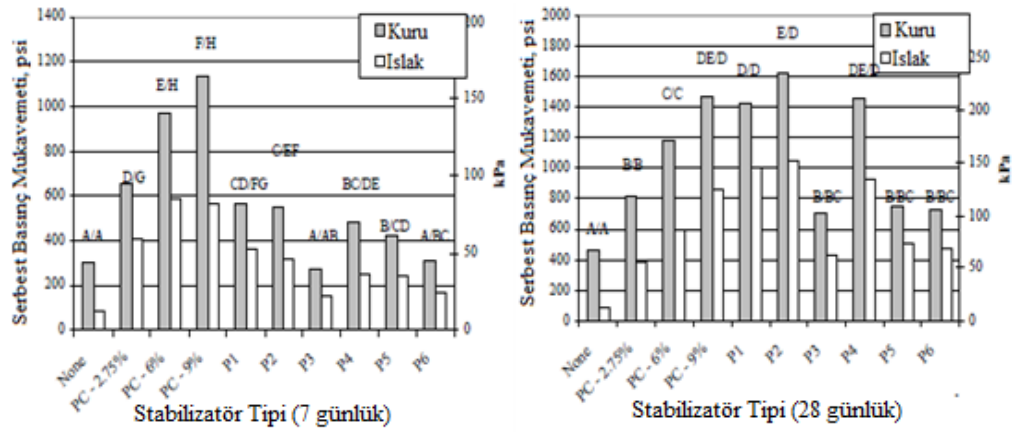 1400
1200
1000
800
600
400
200
0
Serbest Basınç Mukavemeti, psi
F/H
E/H
D/G
A/A
CD/FG
C/EF
A/AB
BC/DE
B/CD
A/BC
Kuru
Islak
200
150
100
50
0
kPa
None
PC - 2.75%
PC - 6%
PC - 9%
P1
P2
P3
P4
P5
P6
Stabilizatör Tipi (7 günlük)
2000
1800
1600
1400
1200
1000
800
600
400
200
0
Serbest Basınç Mukavemeti, psi
E/D
DE/D
D/D
DE/D
C/C
B/B
A/A
B/BC
B/BC
B/BC
Kuru
Islak
250
200
150
100
50
0
kPa
None
PC - 2.75%
PC - 6%
PC - 9%
P1
P2
P3
P4
P5
P6
Stabilizatör Tipi (28 günlük)